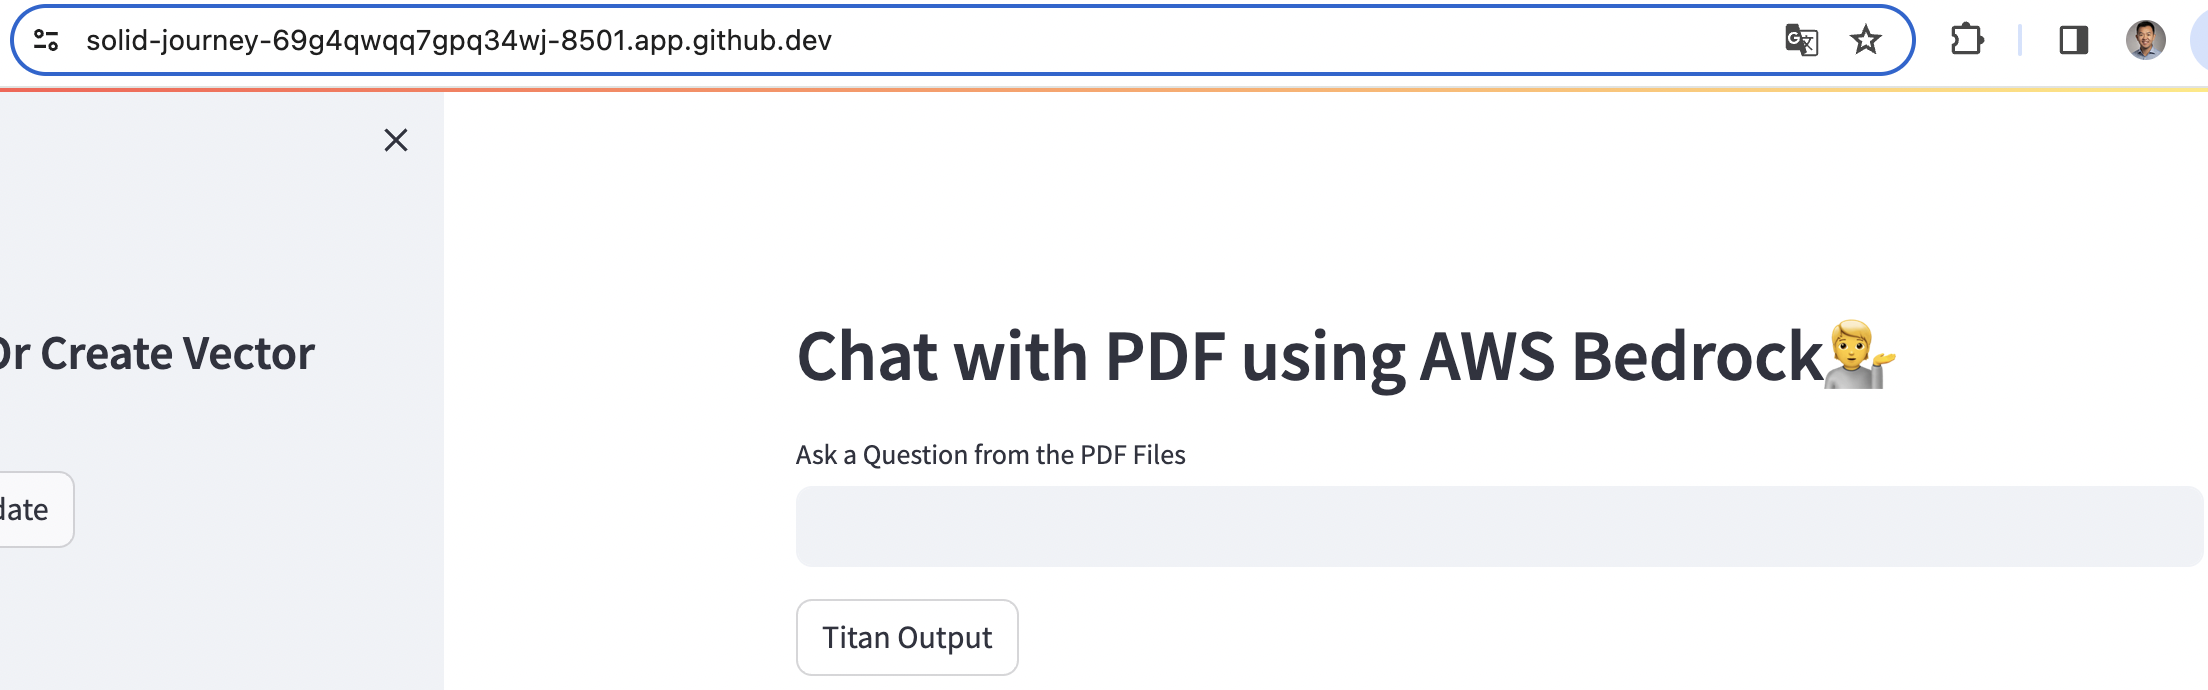 solid-journey-69g4qwqq7gpq34wj-8501.app.github.dev
Or Create Vector
Chat with PDF using AWS Bedrock💁
Ask a Question from the PDF Files
date
Titan Output